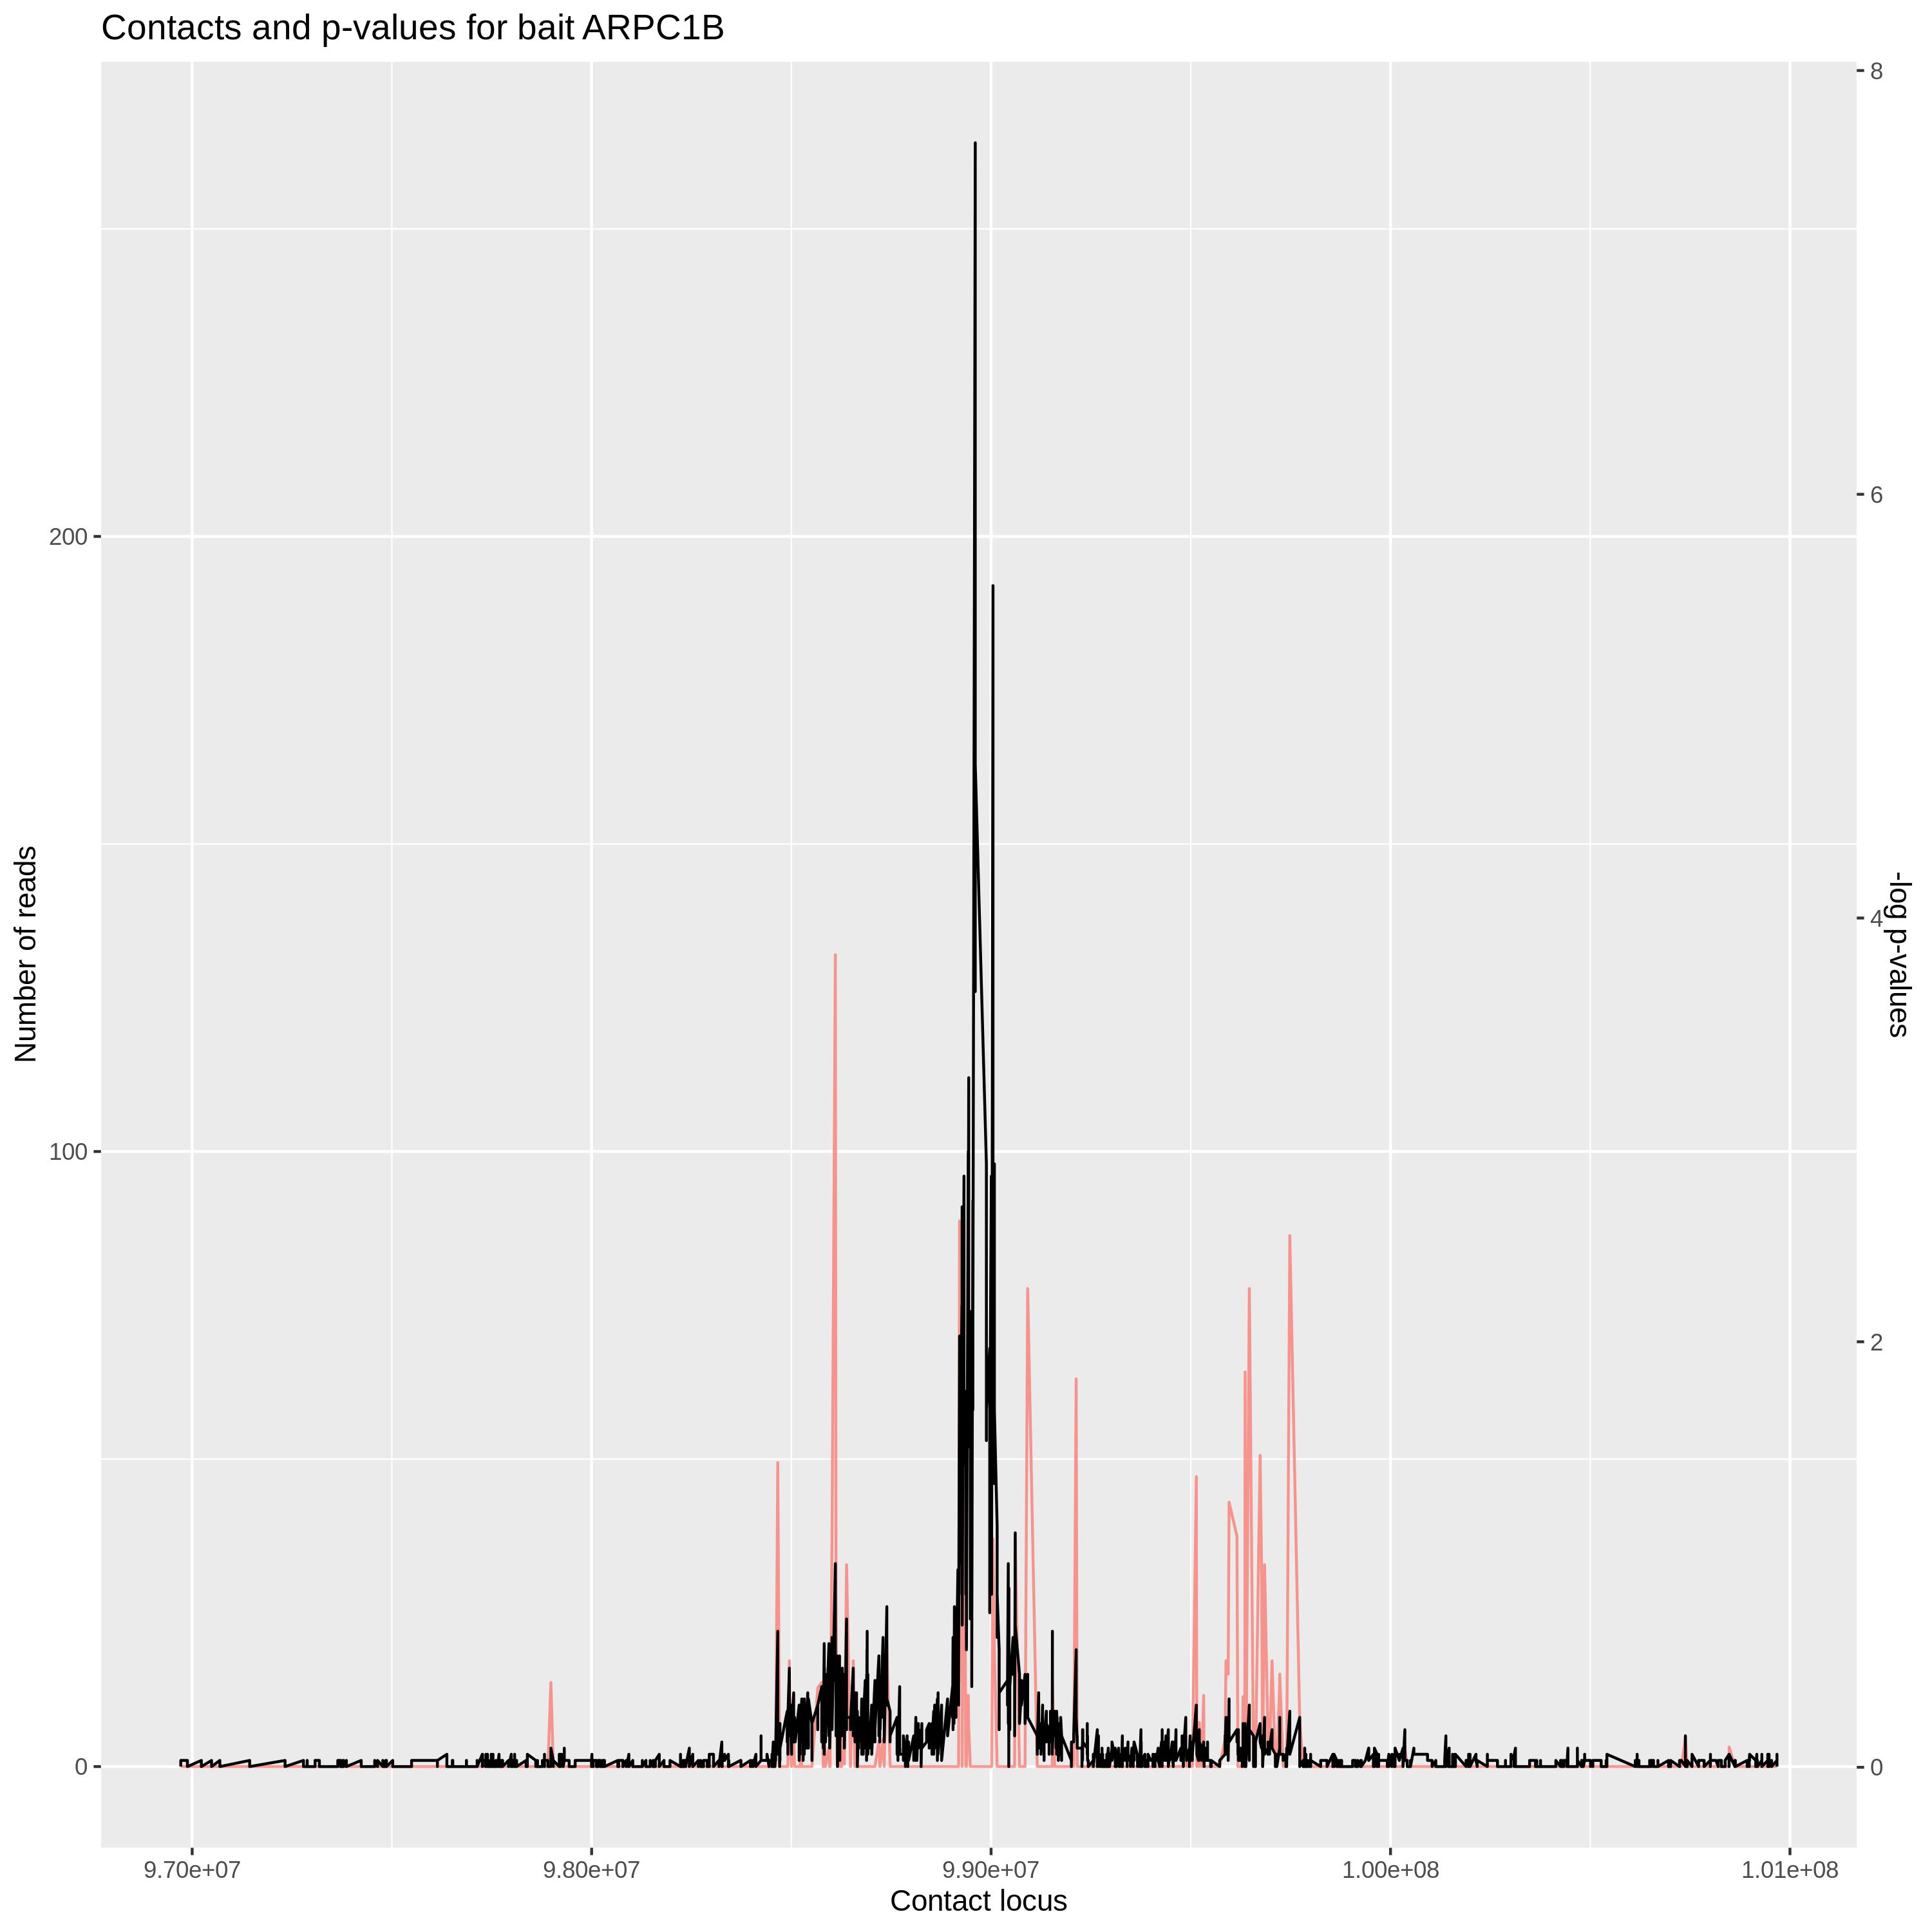 Contacts and p-values for bait ARPC1B
8
6
4
2
0
-log p-values
200
100
0
Number of reads
9.70e+07 9.80e+07 9.90e+07 1.00e+08 1.01e+08
Contact locus